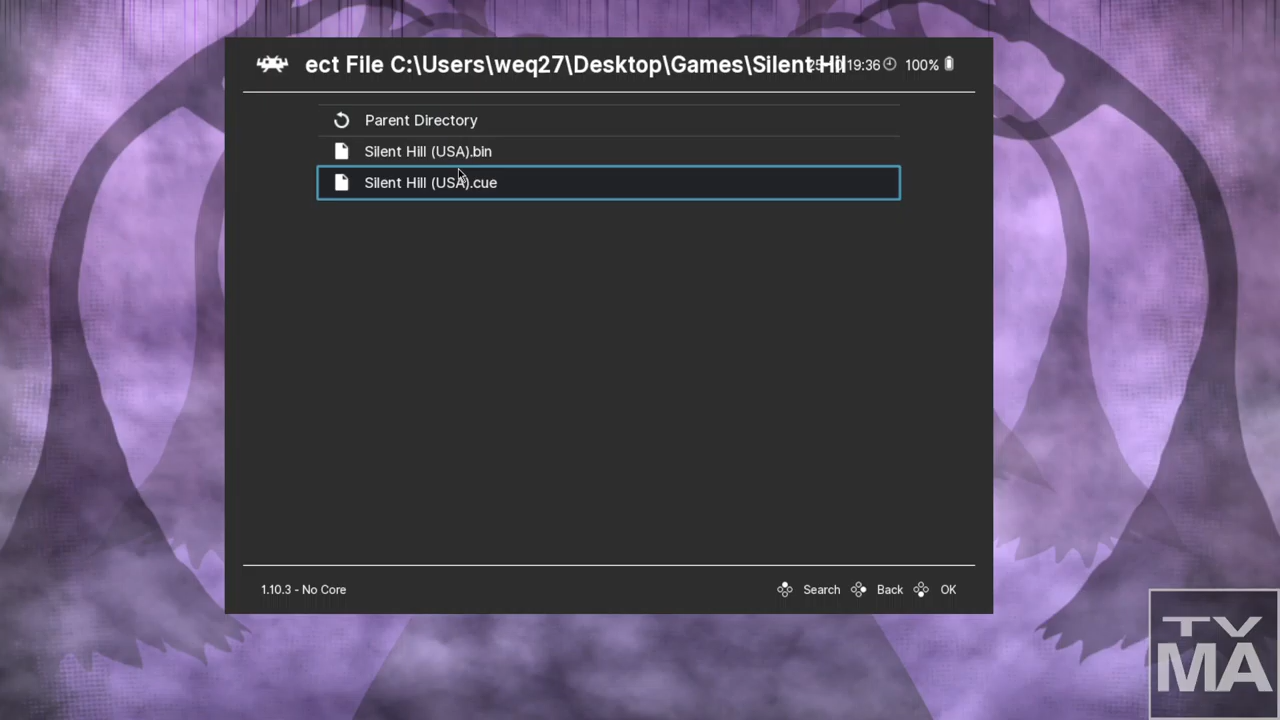 ect File C:\Users\weq27\Desktop\Games\Silent Hil 19:36 100%
Parent Directory
Silent Hill (USA).bin
Silent Hill (USA).cue
1.10.3 - No Core
Search Back OK
TV
MA